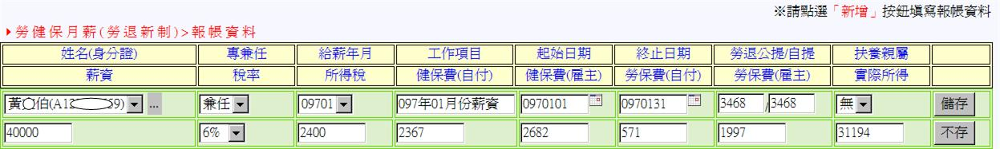 ※請點選「新增」按鈕填寫報帳資料
勞健保月薪(勞退新制)>報帳資料
姓名(身分證) 專兼任 給薪年月 工作項目 起始日期 終止日期 勞退公提/自提 扶養親屬
薪資 稅率 所得稅 健保費(自付) 健保費(雇主) 勞保費(自付) 勞保費(雇主) 實際所得
黃 伯(A12 59) ... 兼任 09701 097年01月份薪資 0970101 0970131 3468 /3468 無 儲存
40000 6% 2400 2367 2682 571 1997 31194 不存